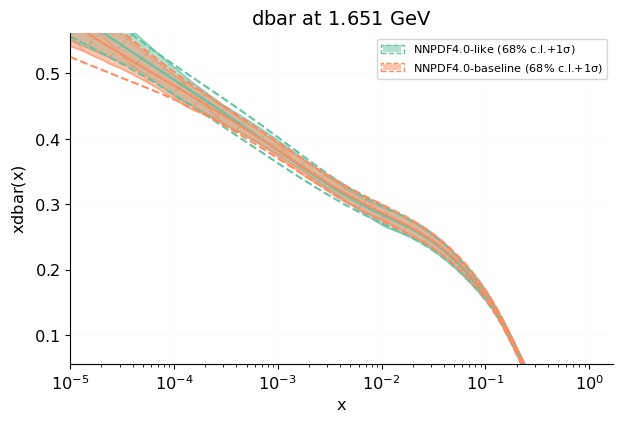 dbar at 1.651 GeV
NNPDF4.0-like (68% c.l.+1σ)
NNPDF4.0-baseline (68% c.l.+1σ)
xdbar(x)
0.5
0.4
0.3
0.2
0.1
10⁻⁵ 10⁻⁴ 10⁻³ 10⁻² 10⁻¹ 10⁰
x